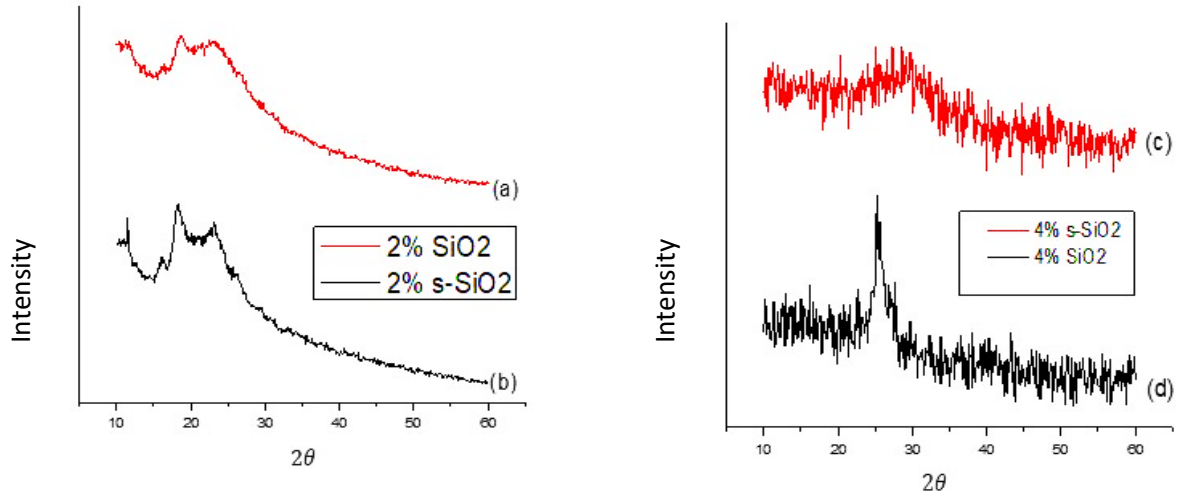 Intensity
(a)
2% SiO2
2% s-SiO2
(b)
10 20 30 40 50 60
2θ
Intensity
(c)
4% s-SiO2
4% SiO2
(d)
10 20 30 40 50 60
2θ